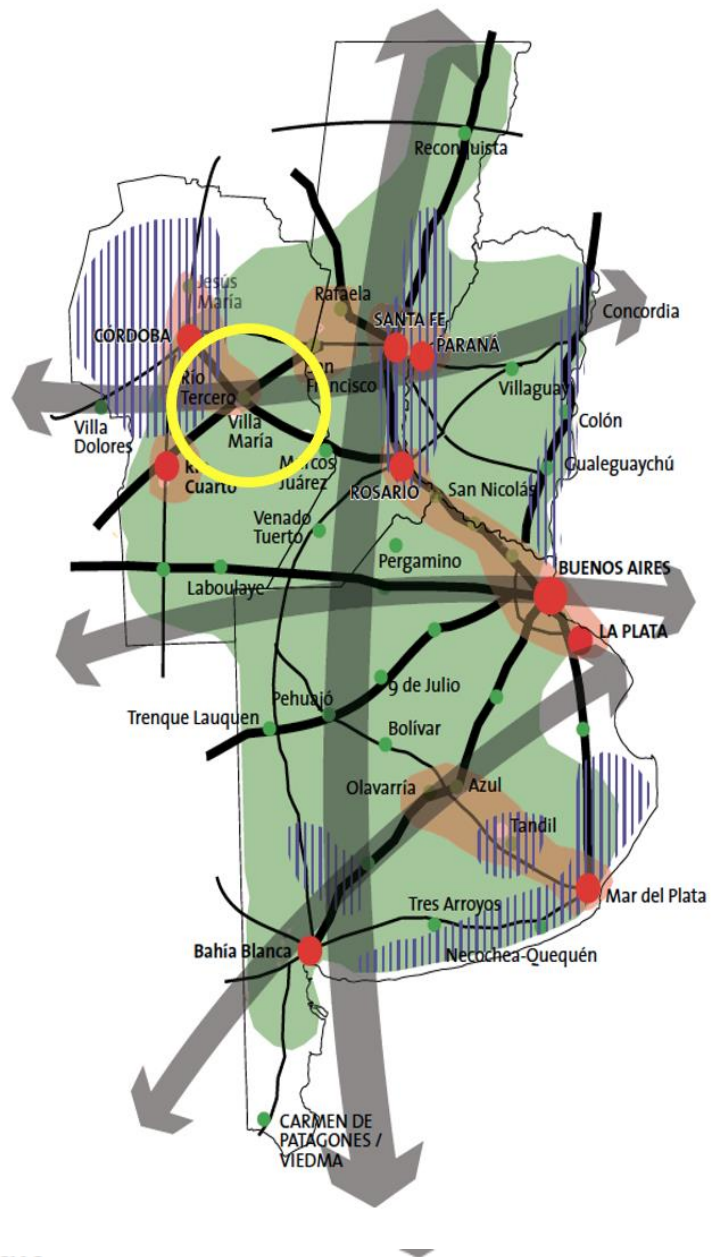 Reconquista
Jesús
María
Rafaela
SANTA FE
Concordia
CÓRDOBA
PARANÁ
Río
Tercero
San
Francisco
Villaguay
Villa
Dolores
Villa
María
Colón
Marcos
Juárez
Gualeguaychú
Río
Cuarto
ROSARIO
San Nicolás
Venado
Tuerto
Pergamino
BUENOS AIRES
Laboulaye
LA PLATA
9 de Julio
Pehuajó
Trenque Lauquen
Bolívar
Olavarría
Azul
Tandil
Mar del Plata
Tres Arroyos
Bahía Blanca
Necochea-Quequén
CARMEN DE
PATAGONES /
VIEDMA